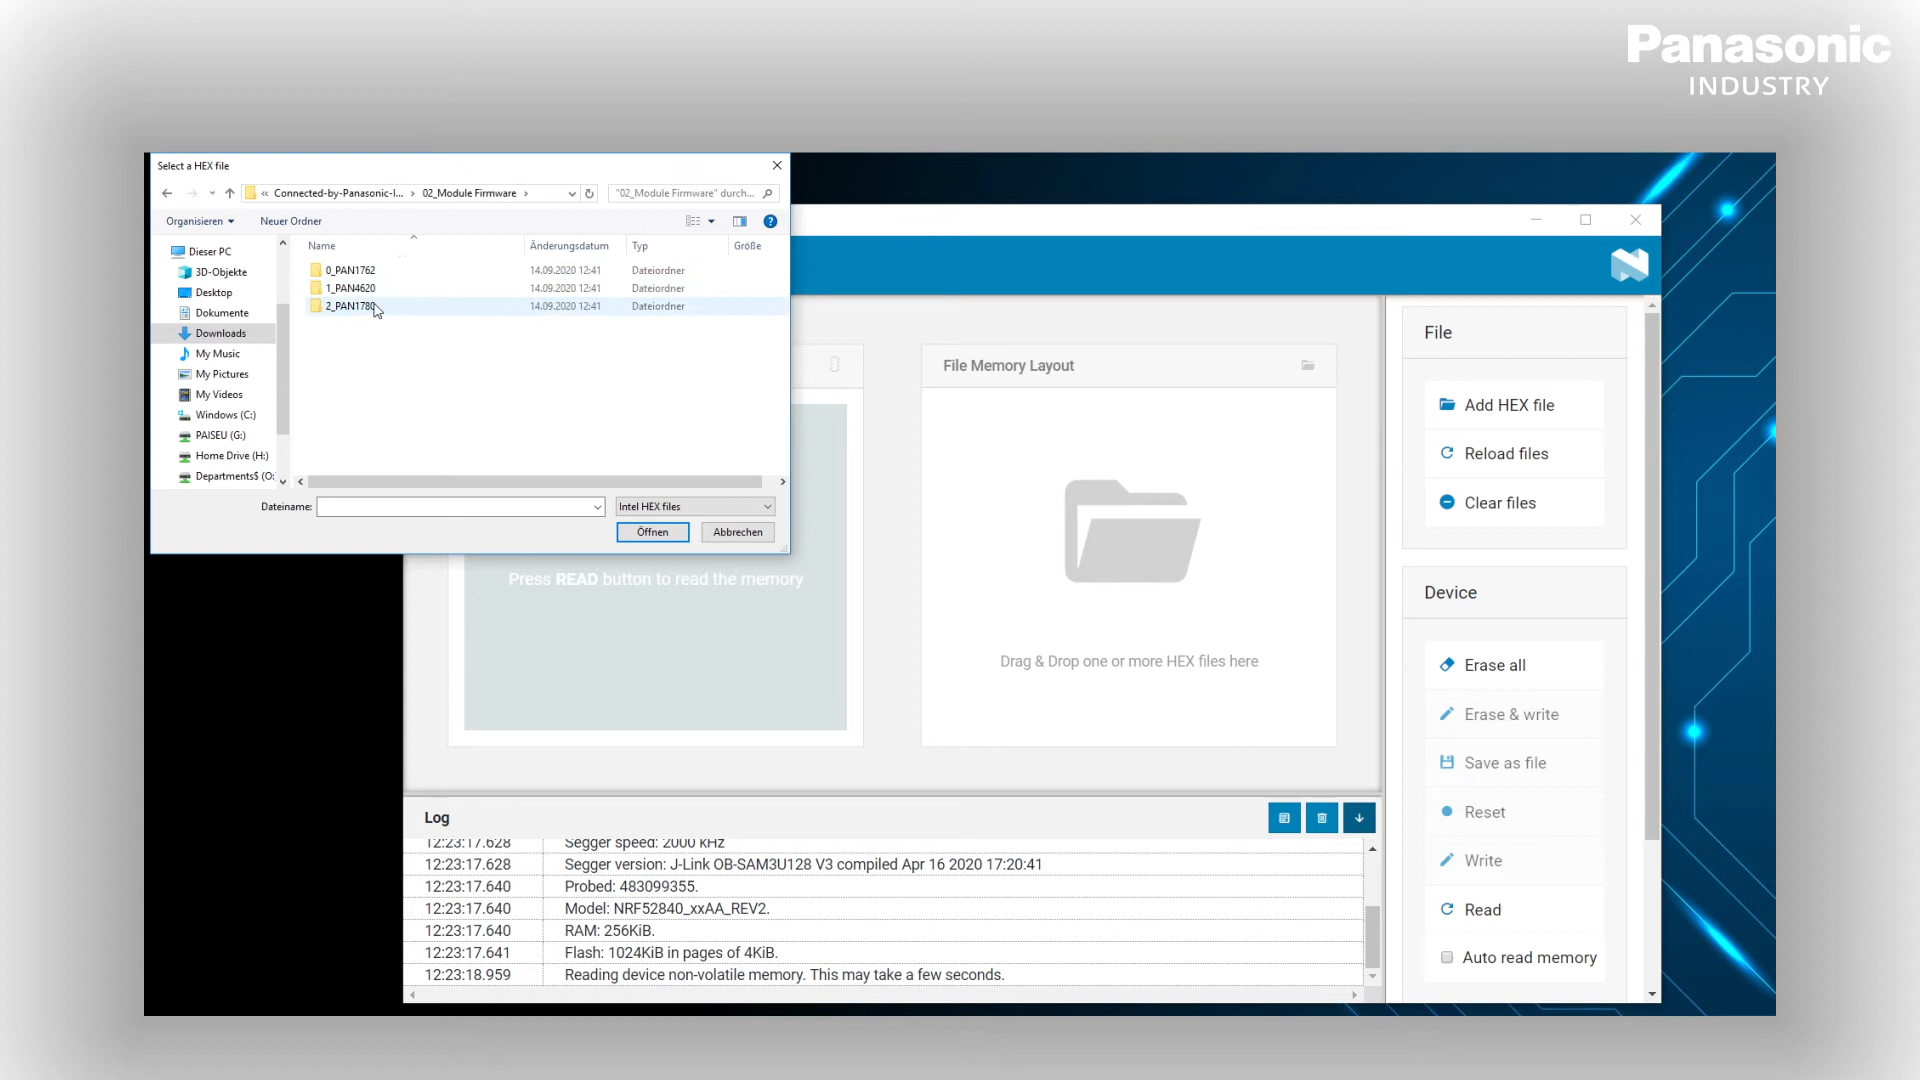 Panasonic
INDUSTRY
Select a HEX file
« Connected-by-Panasonic-I... › 02_Module Firmware ›
"02_Module Firmware" durch...
Organisieren
Neuer Ordner
Name
Änderungsdatum
Typ
Größe
Dieser PC
3D-Objekte
Desktop
Dokumente
Downloads
My Music
My Pictures
My Videos
Windows (C:)
PAISEU (G:)
Home Drive (H:)
Departments$ (O:
0_PAN1762 14.09.2020 12:41 Dateiordner
1_PAN4620 14.09.2020 12:41 Dateiordner
2_PAN1780 14.09.2020 12:41 Dateiordner
Dateiname:
Intel HEX files
Öffnen
Abbrechen
Press READ button to read the memory
File Memory Layout
Drag & Drop one or more HEX files here
File
Add HEX file
Reload files
Clear files
Device
Erase all
Erase & write
Save as file
Reset
Write
Read
Auto read memory
Log
12:23:17.628 Segger speed: 2000 kHz
12:23:17.628 Segger version: J-Link OB-SAM3U128 V3 compiled Apr 16 2020 17:20:41
12:23:17.640 Probed: 483099355.
12:23:17.640 Model: NRF52840_xxAA_REV2.
12:23:17.640 RAM: 256KiB.
12:23:17.641 Flash: 1024KiB in pages of 4KiB.
12:23:18.959 Reading device non-volatile memory. This may take a few seconds.